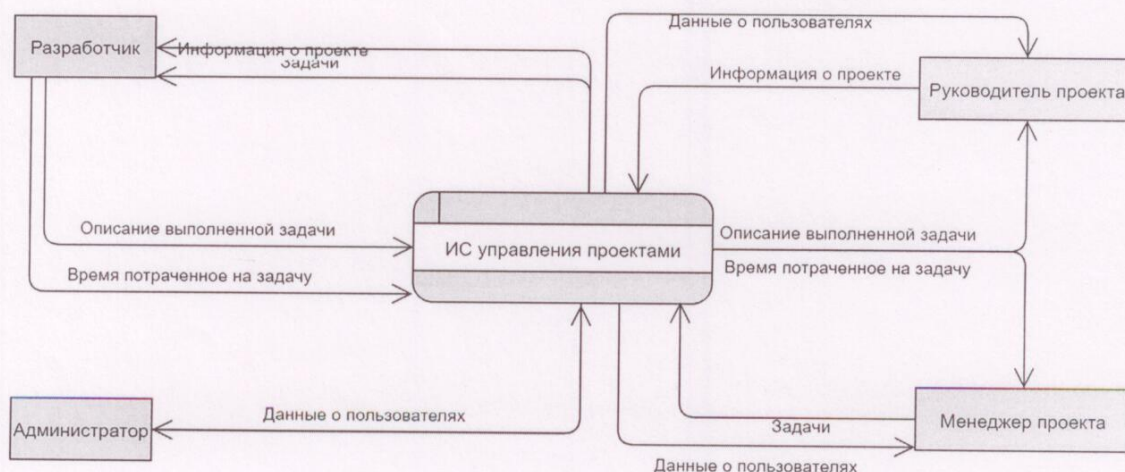 Данные о пользователях
Разработчик
Информация о проекте
Задачи
Информация о проекте
Руководитель проекта
Описание выполненной задачи
ИС управления проектами
Описание выполненной задачи
Время потраченное на задачу
Время потраченное на задачу
Данные о пользователях
Администратор
Задачи
Менеджер проекта
Данные о пользователях